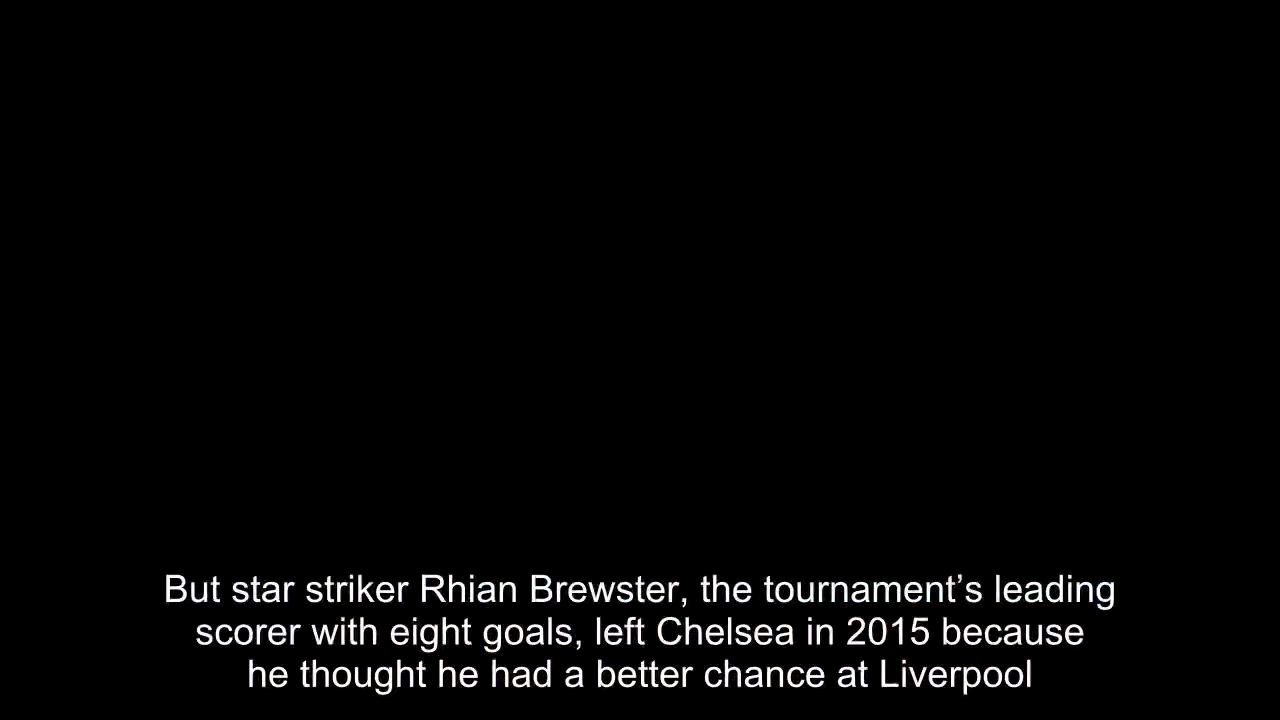 But star striker Rhian Brewster, the tournament’s leading
scorer with eight goals, left Chelsea in 2015 because
he thought he had a better chance at Liverpool